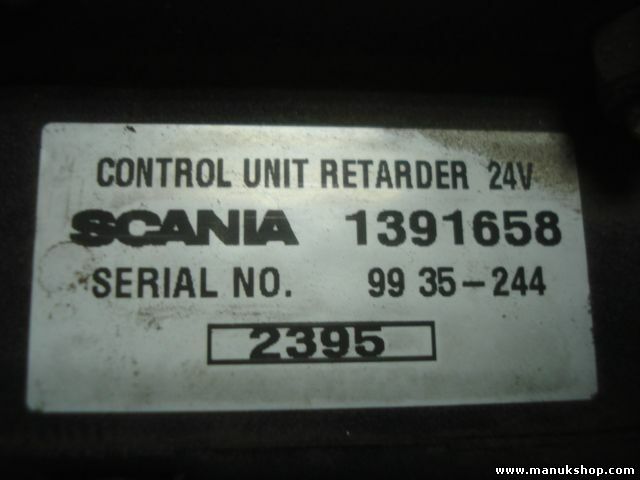 CONTROL UNIT RETARDER 24V
SCANIA 1391658
SERIAL NO. 99 35-244
2395
www.manukshop.com